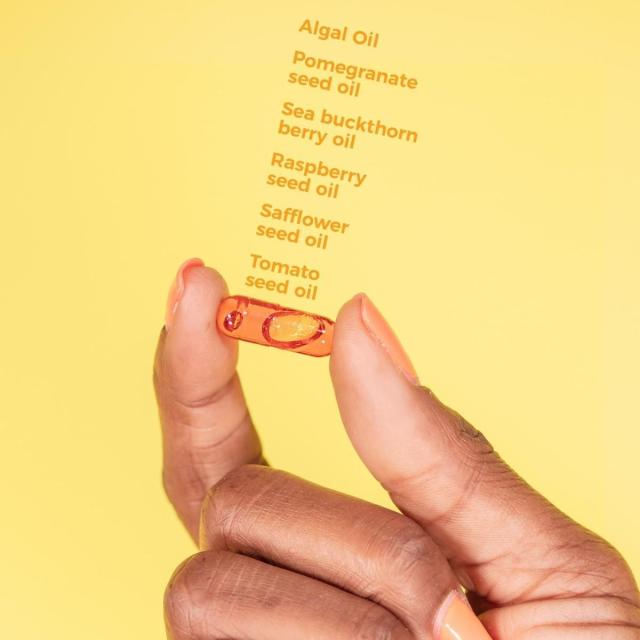 Algal Oil
Pomegranate
seed oil
Sea buckthorn
berry oil
Raspberry
seed oil
Safflower
seed oil
Tomato
seed oil